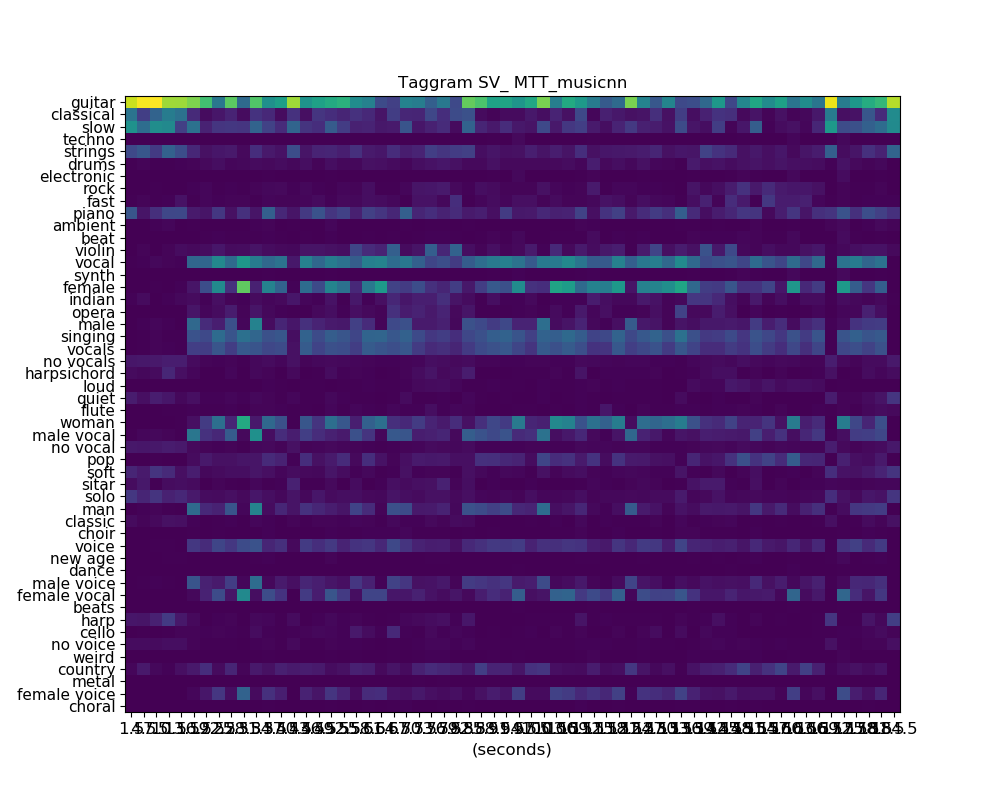 Taggram SV_ MTT_musicnn
guitar
classical
slow
techno
strings
drums
electronic
rock
fast
piano
ambient
beat
violin
vocal
synth
female
indian
opera
male
singing
vocals
no vocals
harpsichord
loud
quiet
flute
woman
male vocal
no vocal
pop
soft
sitar
solo
man
classic
choir
voice
new age
dance
male voice
female vocal
beats
harp
cello
no voice
weird
country
metal
female voice
choral
(seconds)